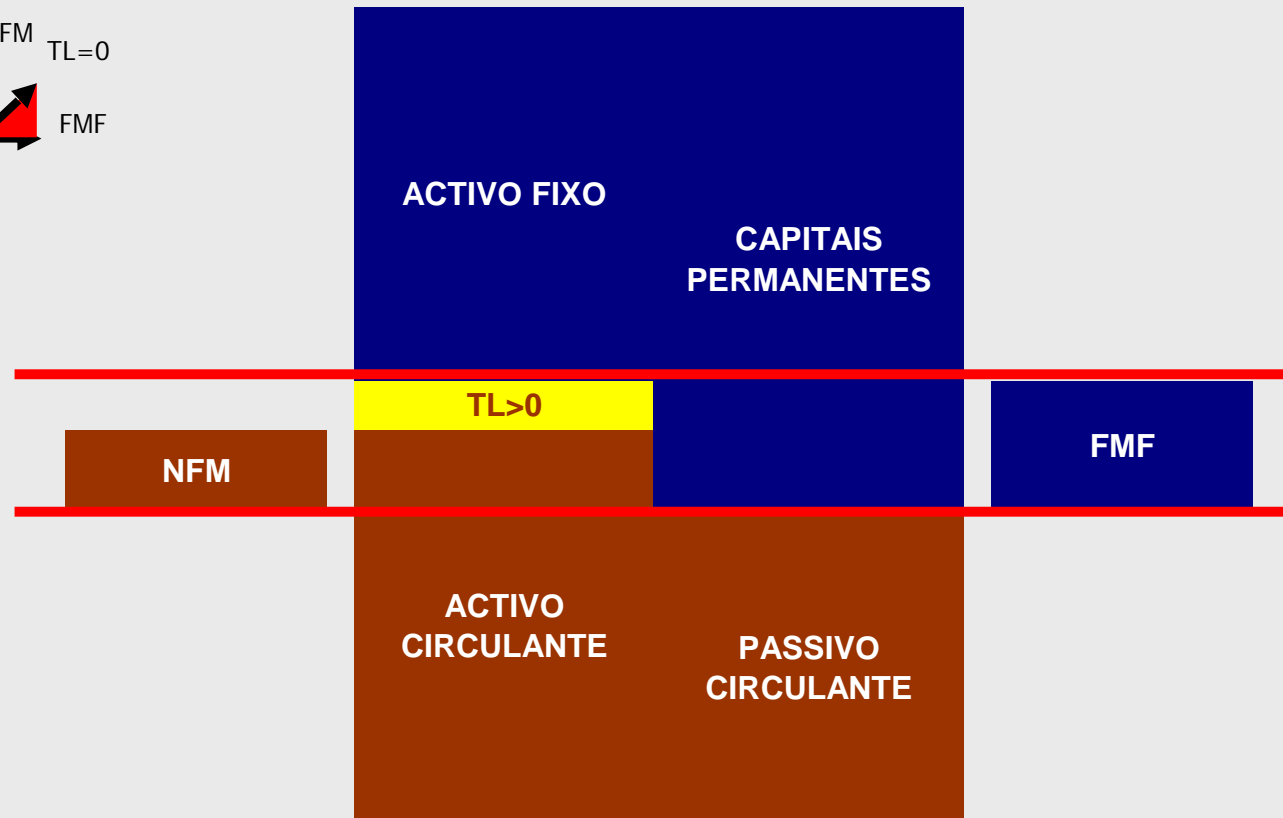 FM
TL=0
FMF
ACTIVO FIXO
CAPITAIS
PERMANENTES
TL>0
NFM
FMF
ACTIVO
CIRCULANTE
PASSIVO
CIRCULANTE